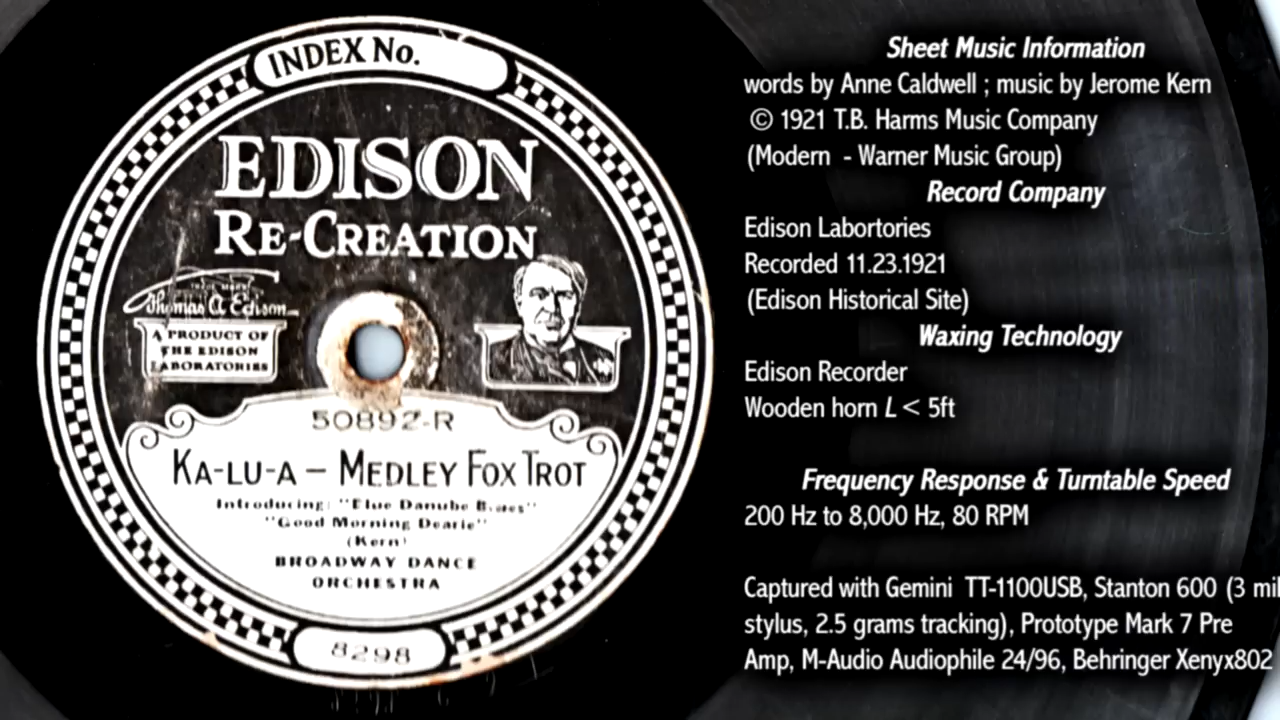 INDEX No.
EDISON
RE-CREATION
TRADE MARK
Thomas A Edison
A PRODUCT OF
THE EDISON
LABORATORIES
50892-R
KA-LU-A — MEDLEY FOX TROT
Introducing: "Blue Danube Blues"
"Good Morning Dearie"
(Kern)
BROADWAY DANCE
ORCHESTRA
8298
Sheet Music Information
words by Anne Caldwell ; music by Jerome Kern
© 1921 T.B. Harms Music Company
(Modern - Warner Music Group)
Record Company
Edison Labortories
Recorded 11.23.1921
(Edison Historical Site)
Waxing Technology
Edison Recorder
Wooden horn L < 5ft
Frequency Response & Turntable Speed
200 Hz to 8,000 Hz, 80 RPM
Captured with Gemini TT-1100USB, Stanton 600 (3 mil
stylus, 2.5 grams tracking), Prototype Mark 7 Pre
Amp, M-Audio Audiophile 24/96, Behringer Xenyx802